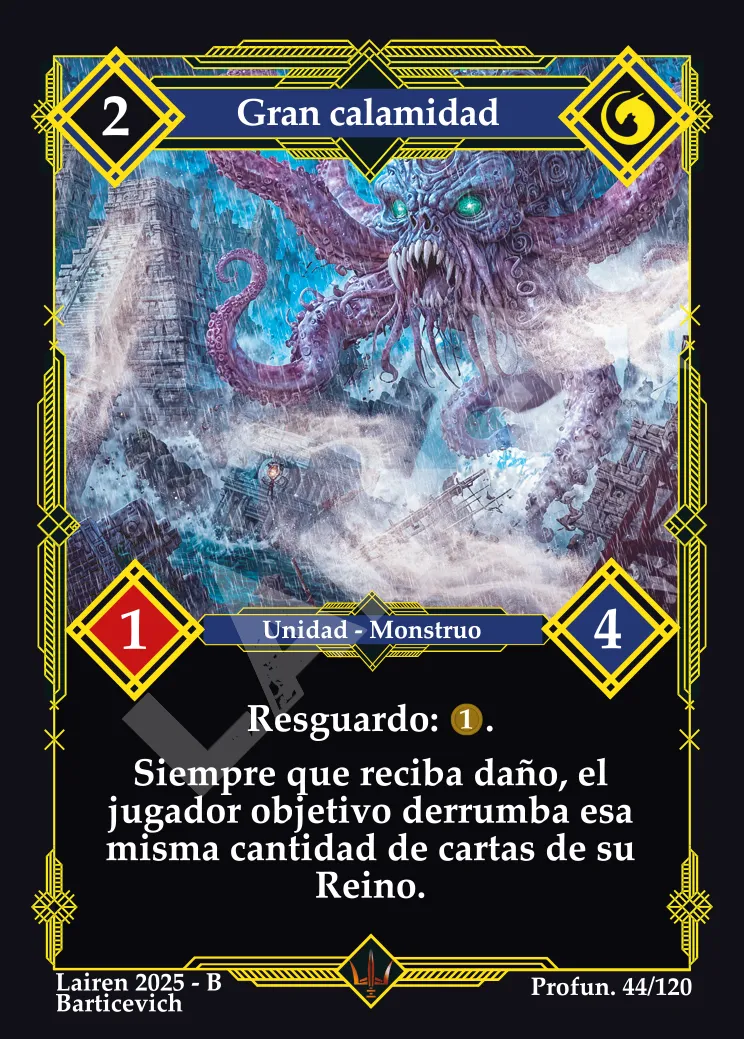 2
Gran calamidad
1
Unidad - Monstruo
4
Resguardo: 1.
Siempre que reciba daño, el
jugador objetivo derrumba esa
misma cantidad de cartas de su
Reino.
Lairen 2025 - B
Barticevich
Profun. 44/120